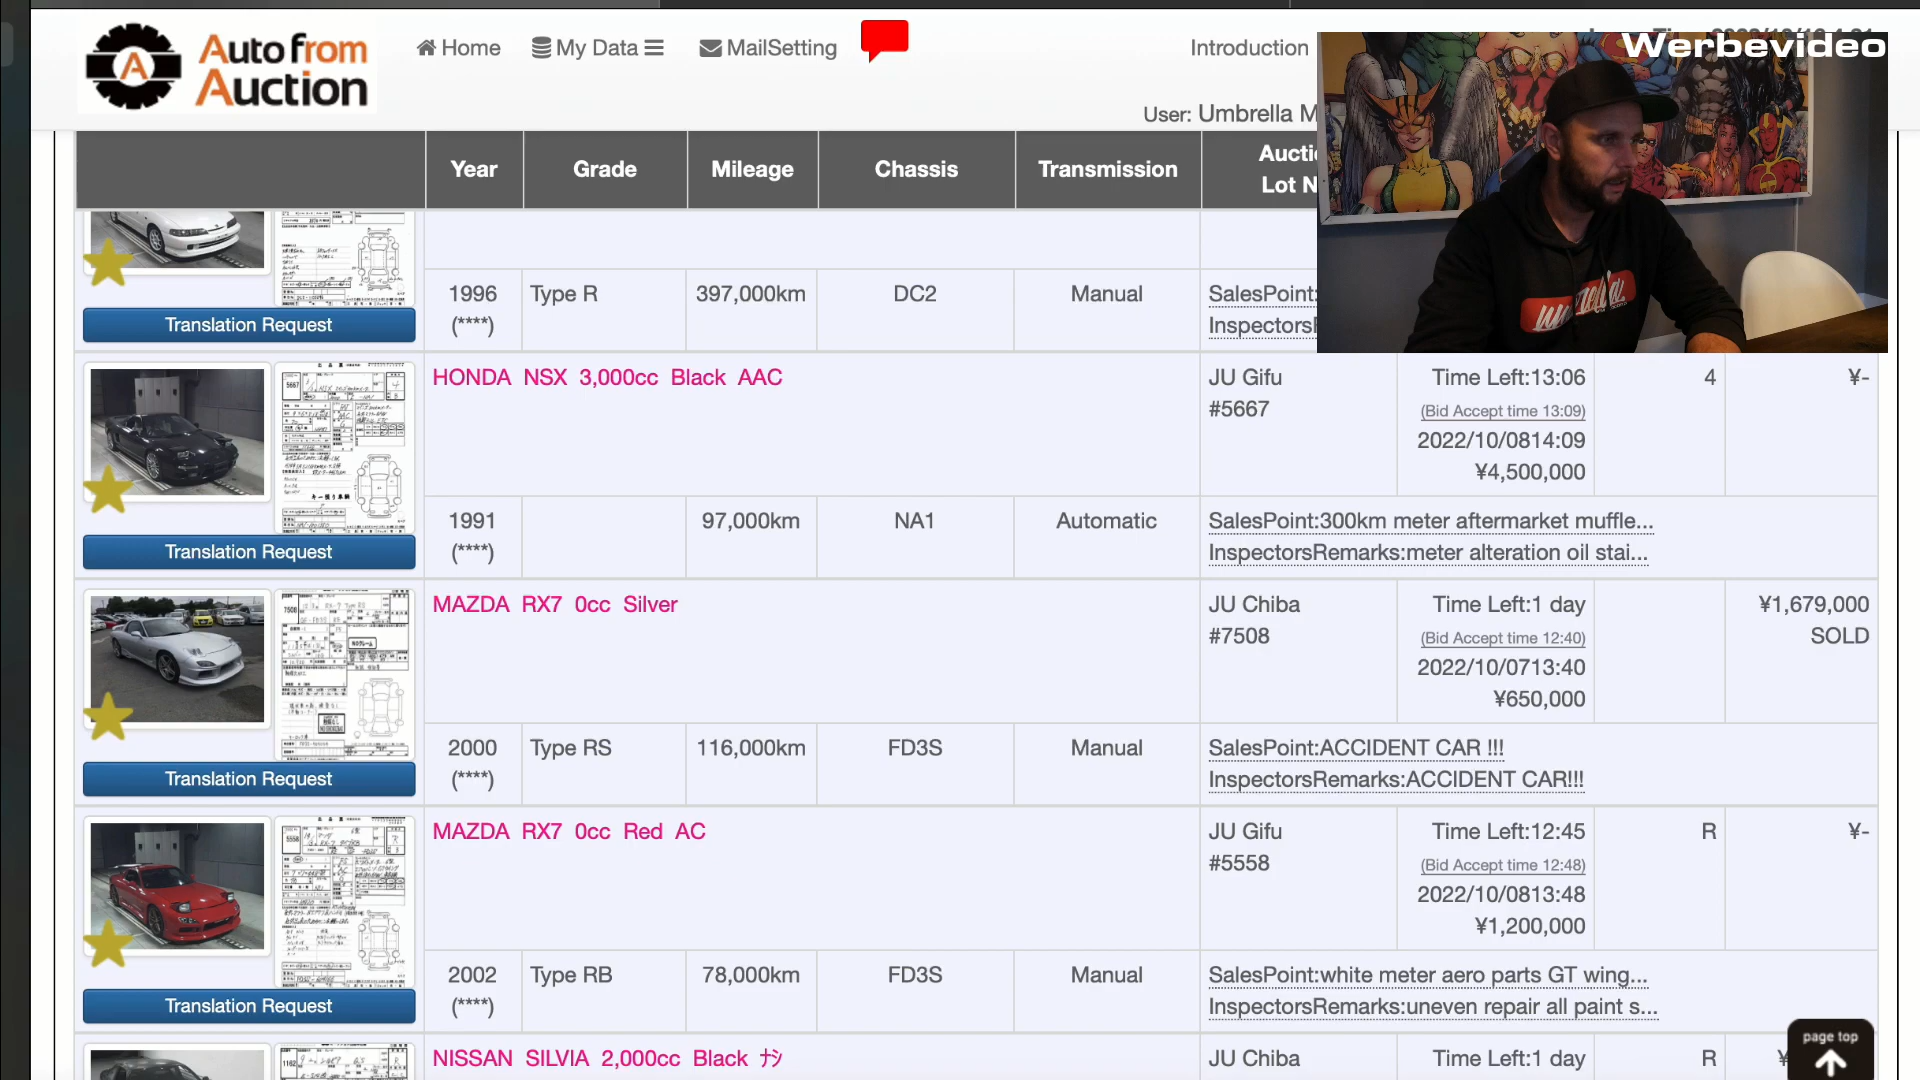 Auto from
Auction
Home
My Data
MailSetting
Introduction
Werbevideo
User: Umbrella M
Year
Grade
Mileage
Chassis
Transmission
Aucti
Lot N
1996
(****)
Type R
397,000km
DC2
Manual
SalesPoint:
InspectorsR
Translation Request
HONDA NSX 3,000cc Black AAC
JU Gifu
#5667
Time Left:13:06
(Bid Accept time 13:09)
2022/10/0814:09
¥4,500,000
4
¥-
1991
(****)
97,000km
NA1
Automatic
SalesPoint:300km meter aftermarket muffle...
InspectorsRemarks:meter alteration oil stai...
Translation Request
MAZDA RX7 0cc Silver
JU Chiba
#7508
Time Left:1 day
(Bid Accept time 12:40)
2022/10/0713:40
¥650,000
¥1,679,000
SOLD
2000
(****)
Type RS
116,000km
FD3S
Manual
SalesPoint:ACCIDENT CAR !!!
InspectorsRemarks:ACCIDENT CAR!!!
Translation Request
MAZDA RX7 0cc Red AC
JU Gifu
#5558
Time Left:12:45
(Bid Accept time 12:48)
2022/10/0813:48
¥1,200,000
R
¥-
2002
(****)
Type RB
78,000km
FD3S
Manual
SalesPoint:white meter aero parts GT wing...
InspectorsRemarks:uneven repair all paint s...
Translation Request
NISSAN SILVIA 2,000cc Black ナシ
JU Chiba
Time Left:1 day
R
¥
page top